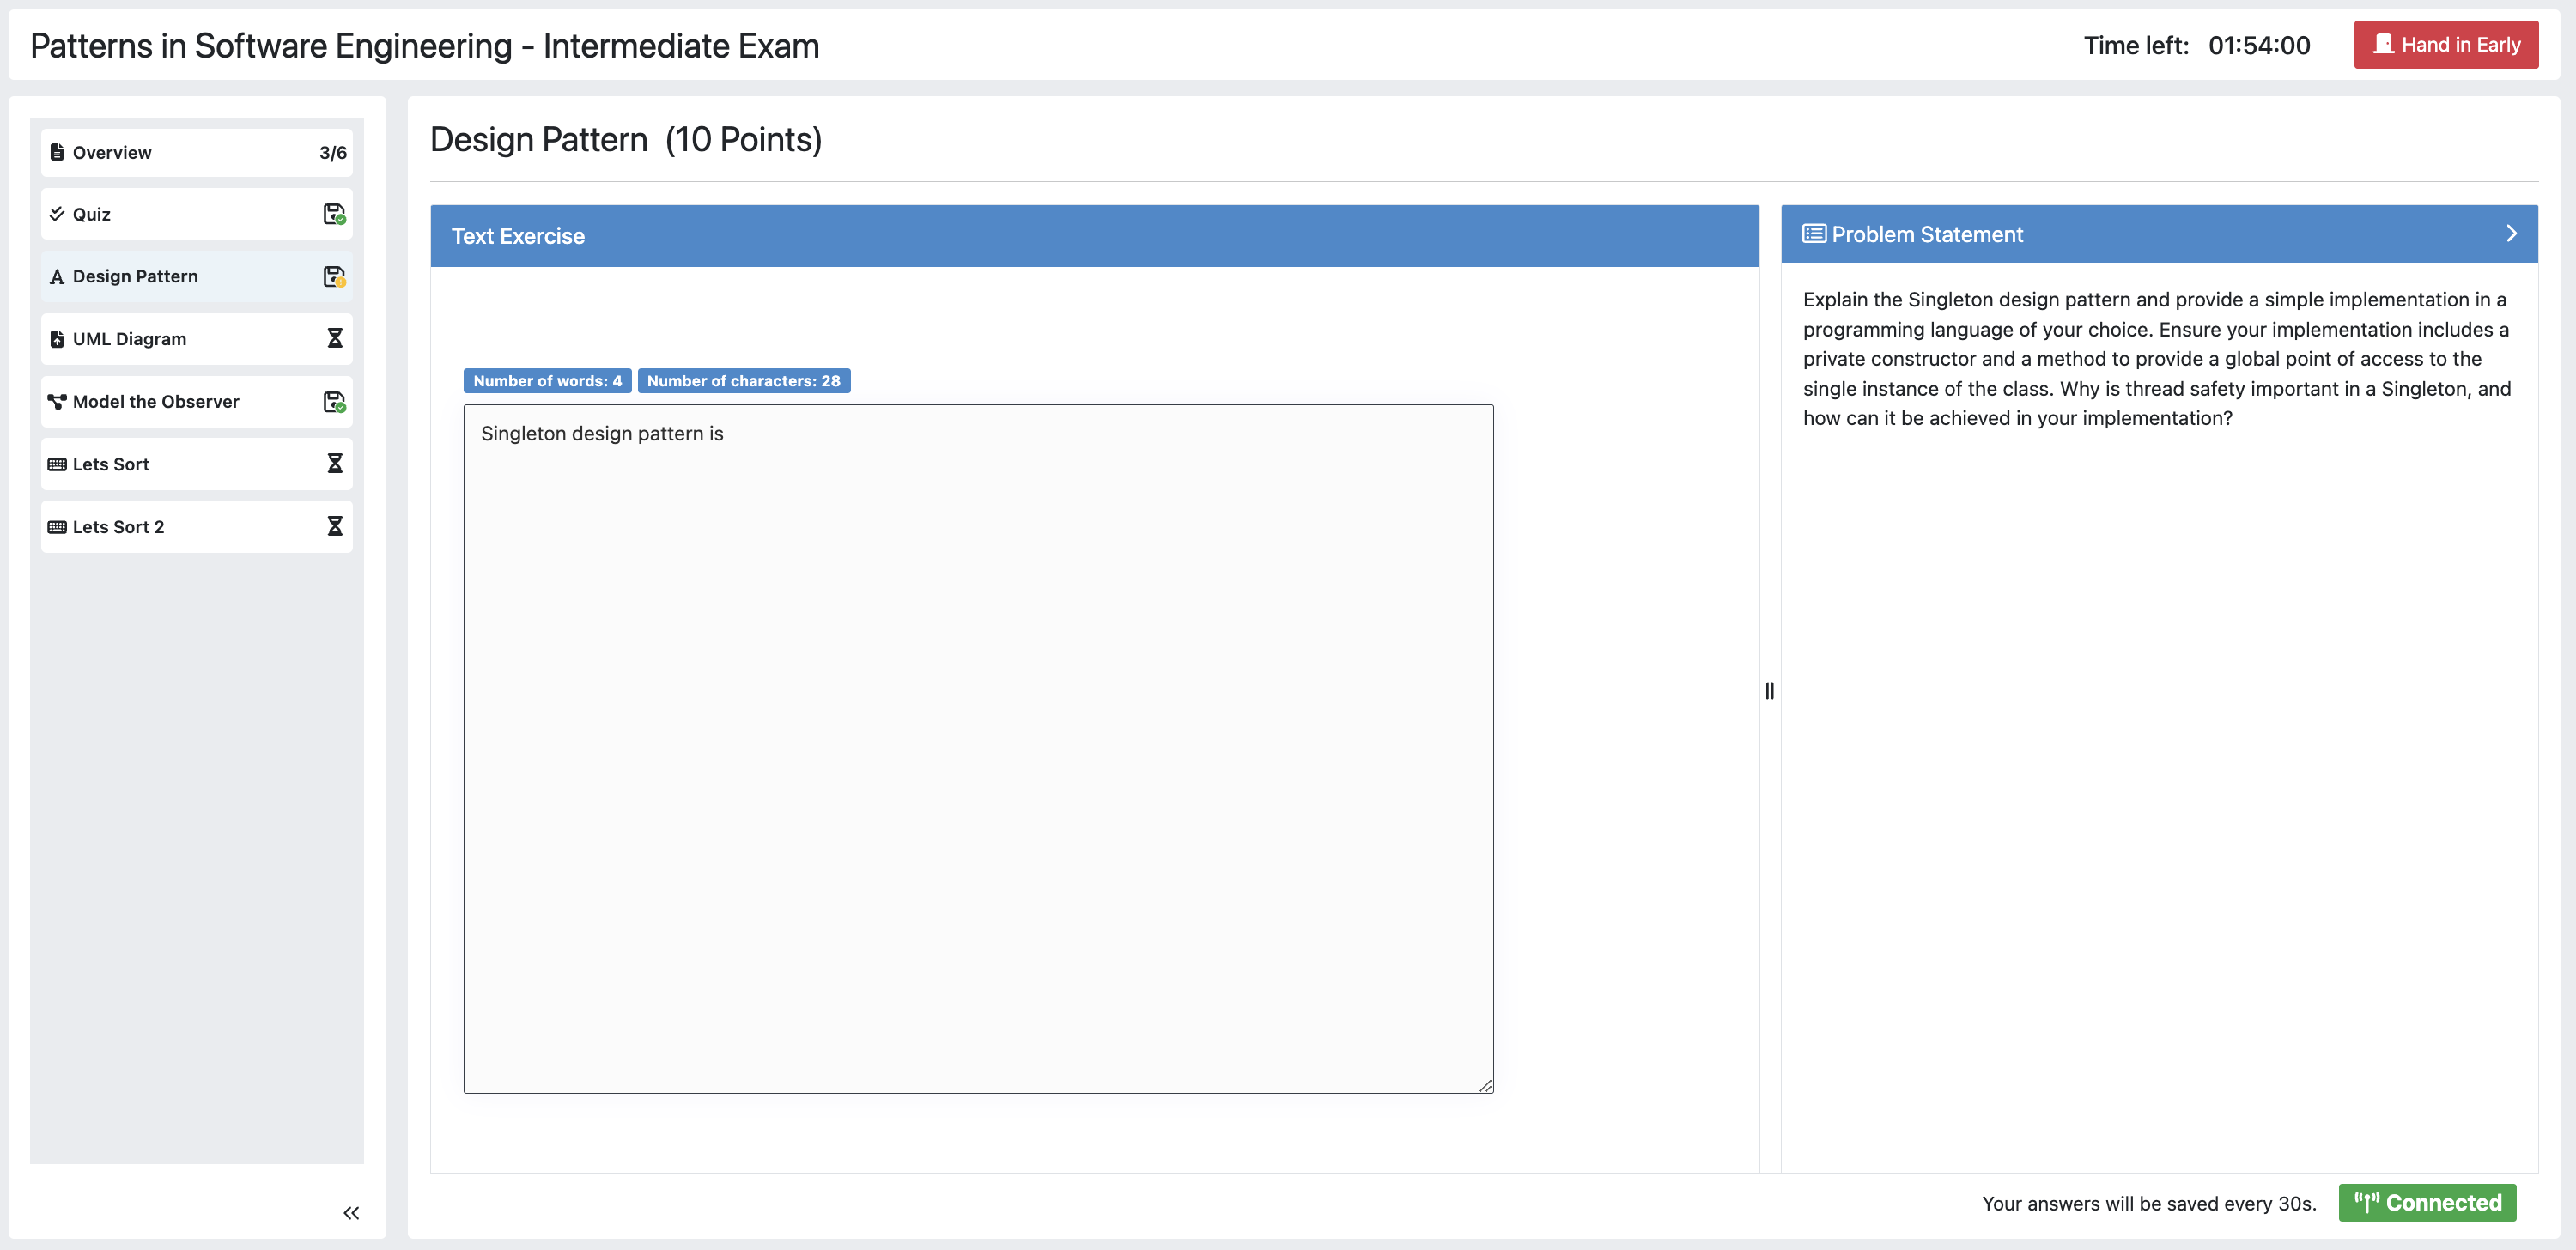 Patterns in Software Engineering - Intermediate Exam
Time left: 01:54:00
Hand in Early
Overview 3/6
Quiz
Design Pattern
UML Diagram
Model the Observer
Lets Sort
Lets Sort 2
Design Pattern (10 Points)
Text Exercise
Number of words: 4 Number of characters: 28
Singleton design pattern is
Problem Statement
Explain the Singleton design pattern and provide a simple implementation in a
programming language of your choice. Ensure your implementation includes a
private constructor and a method to provide a global point of access to the
single instance of the class. Why is thread safety important in a Singleton, and
how can it be achieved in your implementation?
Your answers will be saved every 30s.
Connected